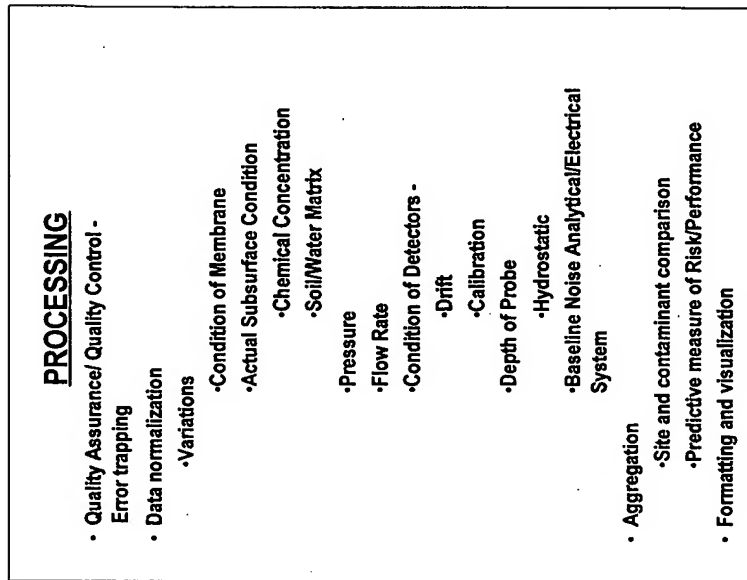 PROCESSING
• Quality Assurance/ Quality Control -
Error trapping
• Data normalization
•Variations
•Condition of Membrane
•Actual Subsurface Condition
•Chemical Concentration
•Soil/Water Matrix
•Pressure
•Flow Rate
•Condition of Detectors -
•Drift
•Calibration
•Depth of Probe
•Hydrostatic
•Baseline Noise Analytical/Electrical
System
• Aggregation
•Site and contaminant comparison
•Predictive measure of Risk/Performance
• Formatting and visualization